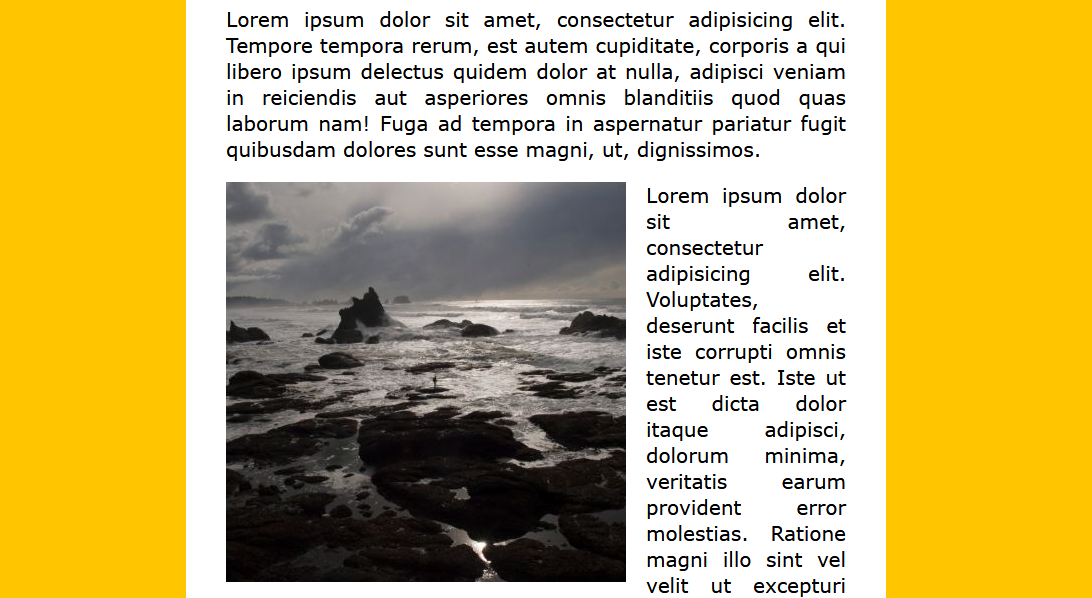 Lorem ipsum dolor sit amet, consectetur adipisicing elit.
Tempore tempora rerum, est autem cupiditate, corporis a qui
libero ipsum delectus quidem dolor at nulla, adipisci veniam
in reiciendis aut asperiores omnis blanditiis quod quas
laborum nam! Fuga ad tempora in aspernatur pariatur fugit
quibusdam dolores sunt esse magni, ut, dignissimos.
Lorem ipsum dolor
sit amet,
consectetur
adipisicing elit.
Voluptates,
deserunt facilis et
iste corrupti omnis
tenetur est. Iste ut
est dicta dolor
itaque adipisci,
dolorum minima,
veritatis earum
provident error
molestias. Ratione
magni illo sint vel
velit ut excepturi